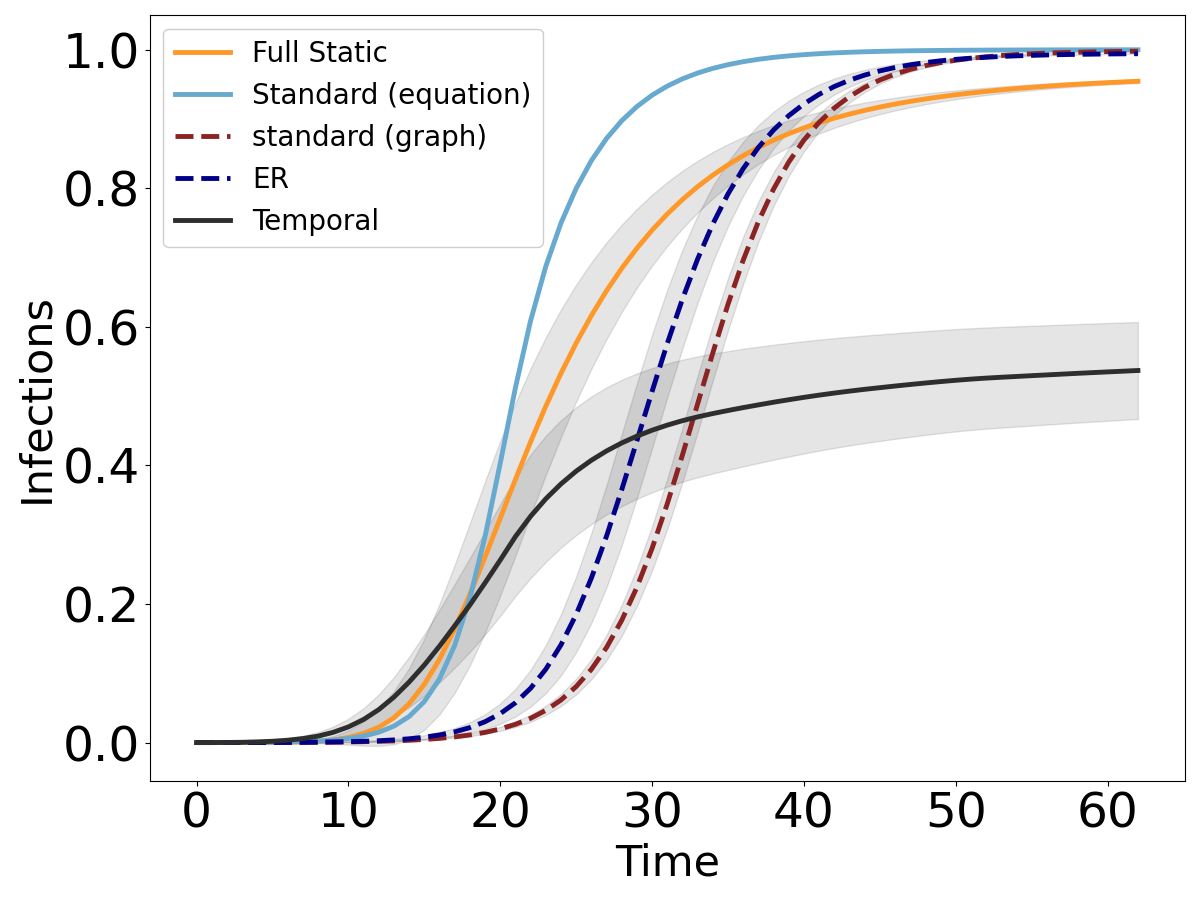 Full Static
Standard (equation)
standard (graph)
ER
Temporal
Infections
1.0
0.8
0.6
0.4
0.2
0.0
0 10 20 30 40 50 60
Time